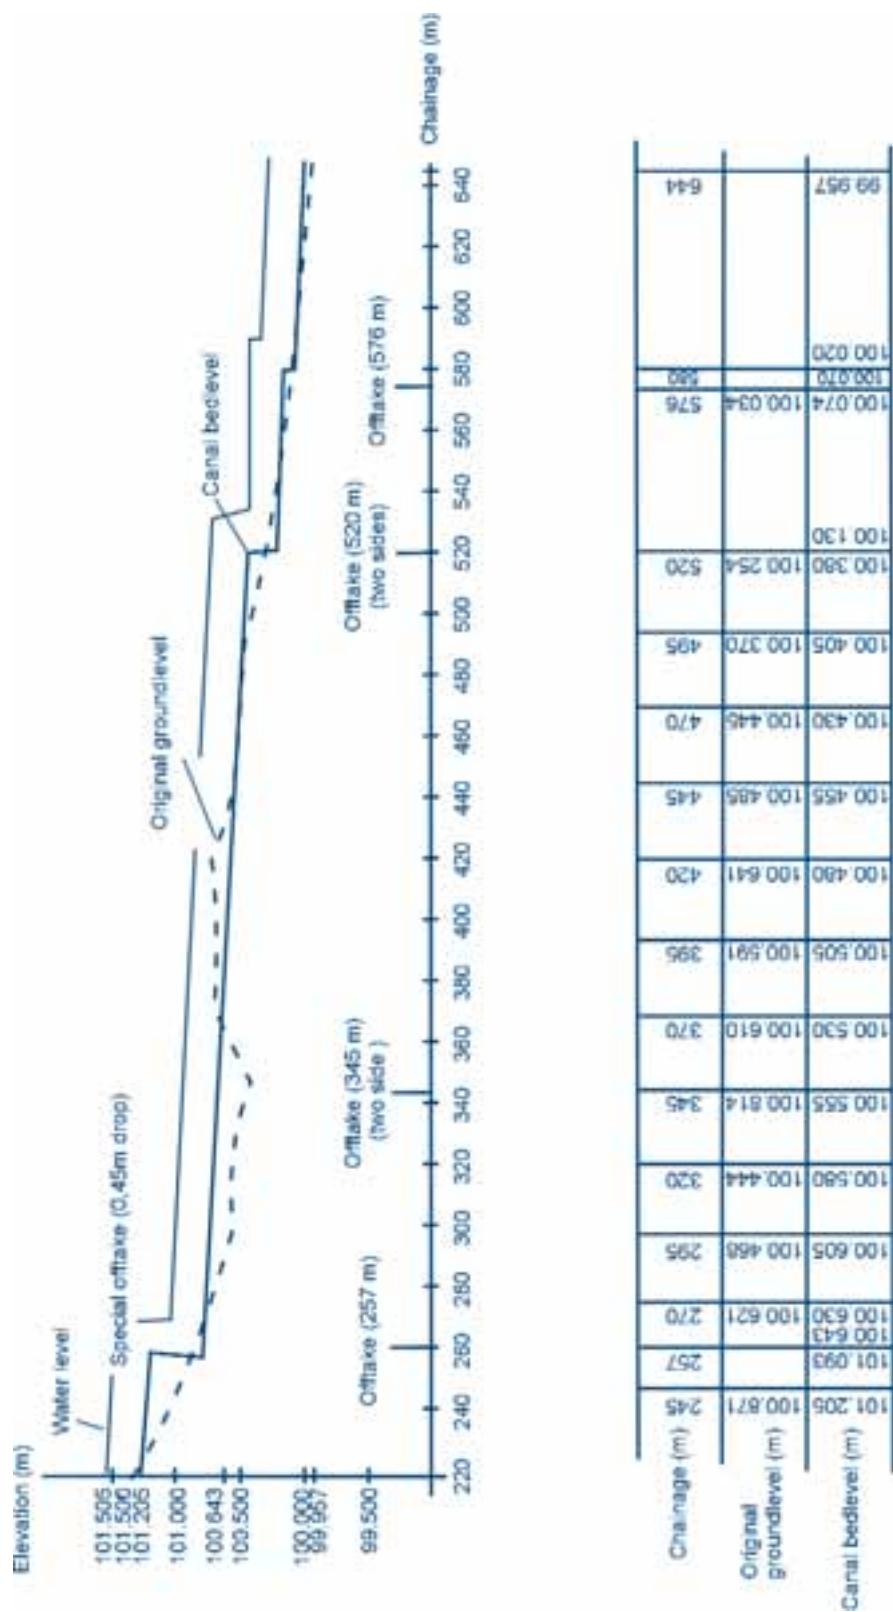 Elevation (m)
101.505
101.500
101.205
101.000
100.643
100.500
100.000
99.957
99.500
Water level
Special offtake (0,45m drop)
Original groundlevel
Canal bedlevel
Offtake (257 m)
Offtake (345 m)
(two side )
Offtake (520 m)
(two sides)
Offtake (576 m)
220 240 260 280 300 320 340 360 380 400 420 440 460 480 500 520 540 560 580 600 620 640
Chainage (m)
Chainage (m) 245 257 270 295 320 345 370 395 420 445 470 495 520 576 580 644
Original
groundlevel (m) 100.871 100.621 100.468 100.444 100.814 100.610 100.591 100.641 100.485 100.445 100.370 100.254 100.034
Canal bedlevel (m) 101.205 101.093 100.643 100.630 100.605 100.580 100.555 100.530 100.505 100.480 100.455 100.430 100.405 100.380 100.130 100.074 100.070 100.020 99.957